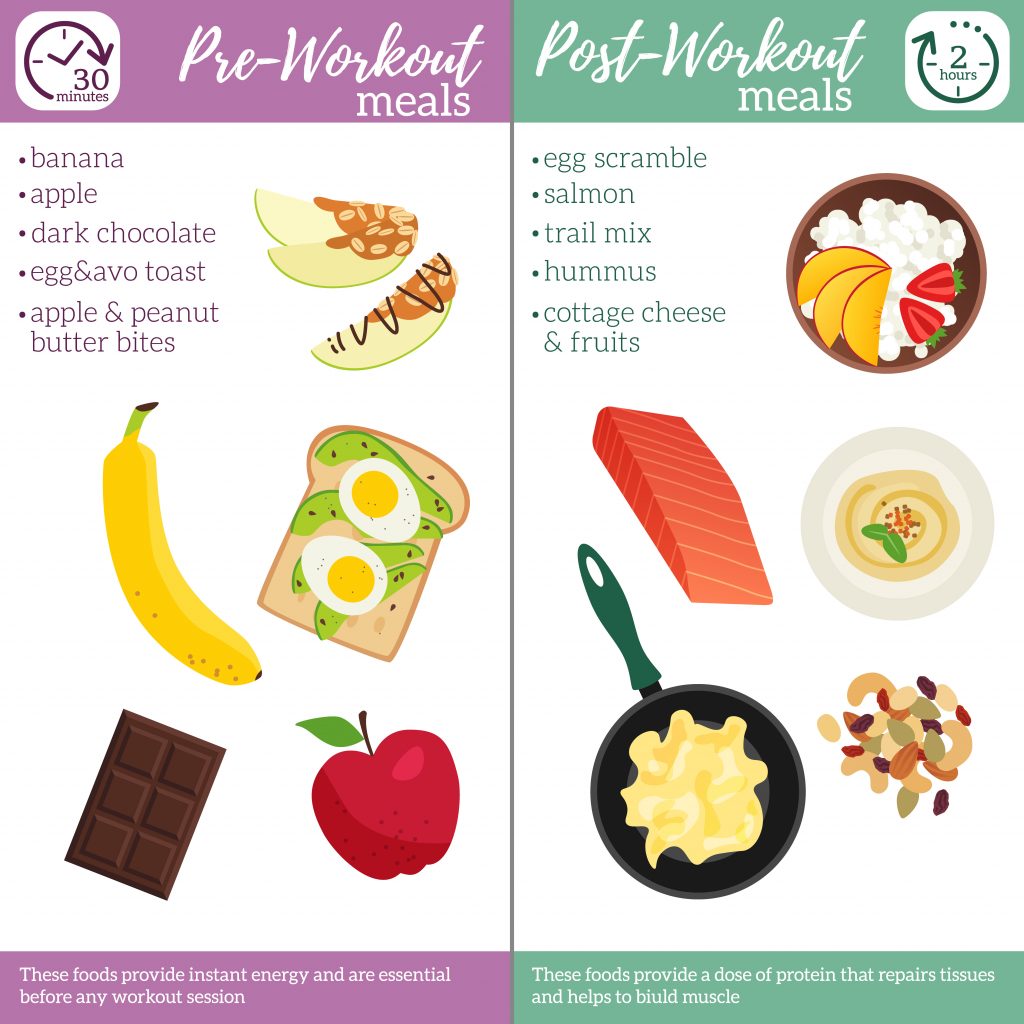 30
minutes
Pre-Workout
meals
• banana
• apple
• dark chocolate
• egg&avo toast
• apple & peanut
butter bites
These foods provide instant energy and are essential
before any workout session
Post-Workout
meals
2
hours
• egg scramble
• salmon
• trail mix
• hummus
• cottage cheese
& fruits
These foods provide a dose of protein that repairs tissues
and helps to biuld muscle